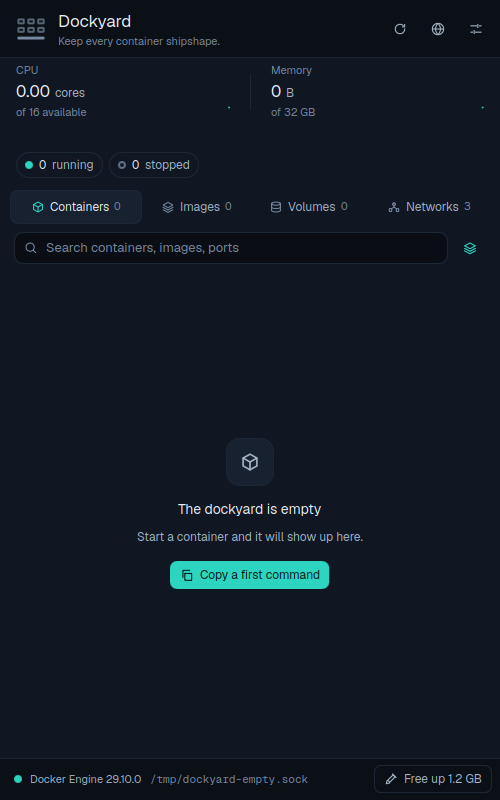 Dockyard
Keep every container shipshape.
CPU
0.00 cores
of 16 available
Memory
0 B
of 32 GB
0 running
0 stopped
Containers 0
Images 0
Volumes 0
Networks 3
Search containers, images, ports
The dockyard is empty
Start a container and it will show up here.
Copy a first command
Docker Engine 29.10.0 /tmp/dockyard-empty.sock
Free up 1.2 GB